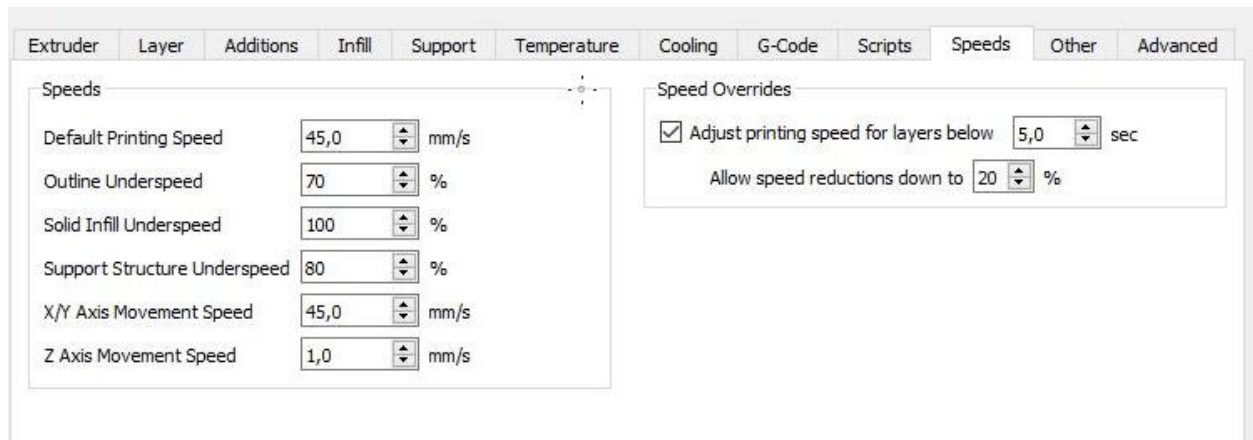 Extruder Layer Additions Infill Support Temperature Cooling G-Code Scripts Speeds Other Advanced
Speeds
Default Printing Speed 45,0 mm/s
Outline Underspeed 70 %
Solid Infill Underspeed 100 %
Support Structure Underspeed 80 %
X/Y Axis Movement Speed 45,0 mm/s
Z Axis Movement Speed 1,0 mm/s
Speed Overrides
Adjust printing speed for layers below 5,0 sec
Allow speed reductions down to 20 %